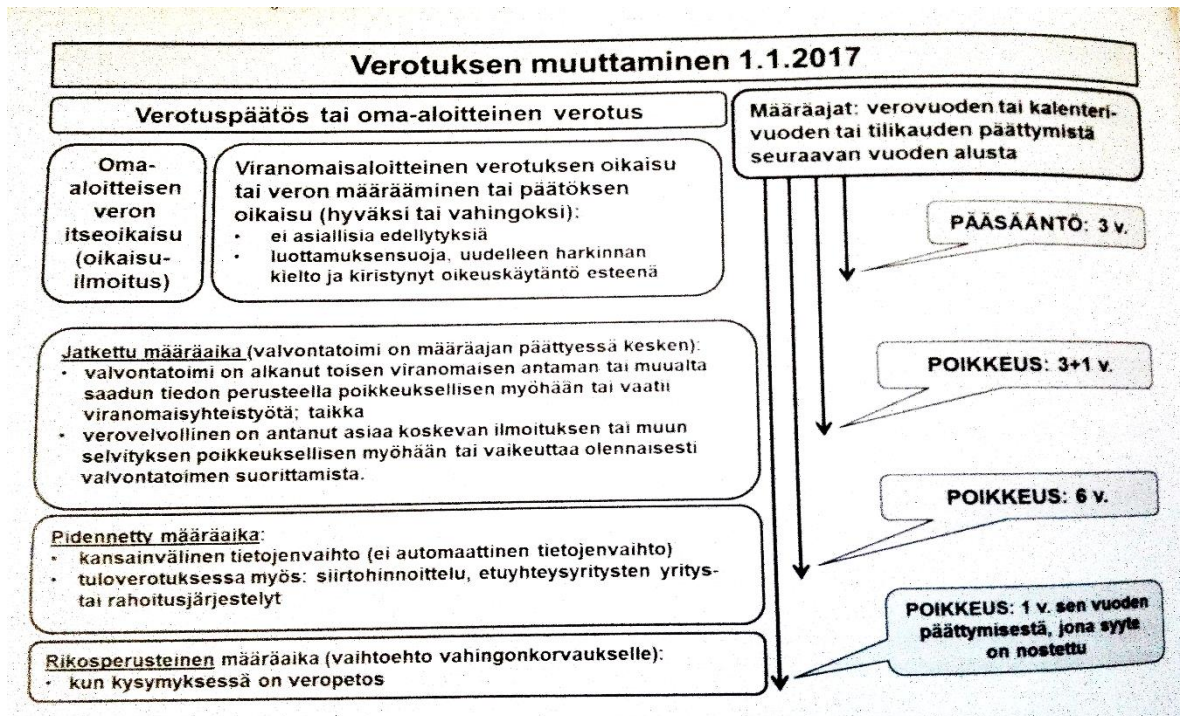 Verotuksen muuttaminen 1.1.2017
Verotuspäätös tai oma-aloitteinen verotus
Oma-
aloitteisen
veron
itseoikaisu
(oikaisu-
ilmoitus)
Viranomaisaloitteinen verotuksen oikaisu
tai veron määrääminen tai päätöksen
oikaisu (hyväksi tai vahingoksi):
• ei asiallisia edellytyksiä
• luottamuksensuoja, uudelleen harkinnan
kielto ja kiristynyt oikeuskäytäntö esteenä
Määräajat: verovuoden tai kalenteri-
vuoden tai tilikauden päättymistä
seuraavan vuoden alusta
PÄÄSÄÄNTÖ: 3 v.
Jatkettu määräaika (valvontatoimi on määräajan päättyessä kesken):
• valvontatoimi on alkanut toisen viranomaisen antaman tai muualta
saadun tiedon perusteella poikkeuksellisen myöhään tai vaatii
viranomaisyhteistyötä; taikka
• verovelvollinen on antanut asiaa koskevan ilmoituksen tai muun
selvityksen poikkeuksellisen myöhään tai vaikeuttaa olennaisesti
valvontatoimen suorittamista.
POIKKEUS: 3+1 v.
Pidennetty määräaika:
• kansainvälinen tietojenvaihto (ei automaattinen tietojenvaihto)
• tuloverotuksessa myös: siirtohinnoittelu, etuyhteysyritysten yritys-
tai rahoitusjärjestelyt
POIKKEUS: 6 v.
Rikosperusteinen määräaika (vaihtoehto vahingonkorvaukselle):
• kun kysymyksessä on veropetos
POIKKEUS: 1 v. sen vuoden
päättymisestä, jona syyte
on nostettu